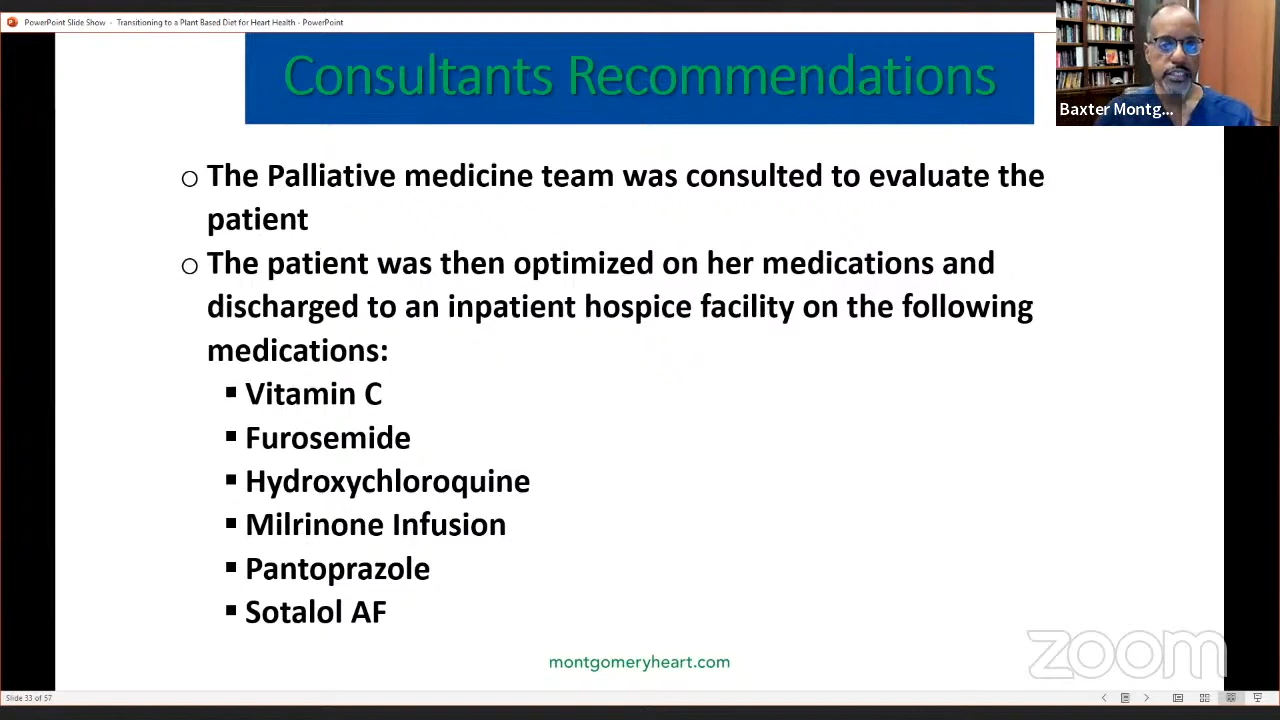 PowerPoint Slide Show - Transitioning to a Plant Based Diet for Heart Health - PowerPoint
Consultants Recommendations
Baxter Montg...
o The Palliative medicine team was consulted to evaluate the
patient
o The patient was then optimized on her medications and
discharged to an inpatient hospice facility on the following
medications:
▪ Vitamin C
▪ Furosemide
▪ Hydroxychloroquine
▪ Milrinone Infusion
▪ Pantoprazole
▪ Sotalol AF
montgomeryheart.com
zoom
Slide 33 of 57